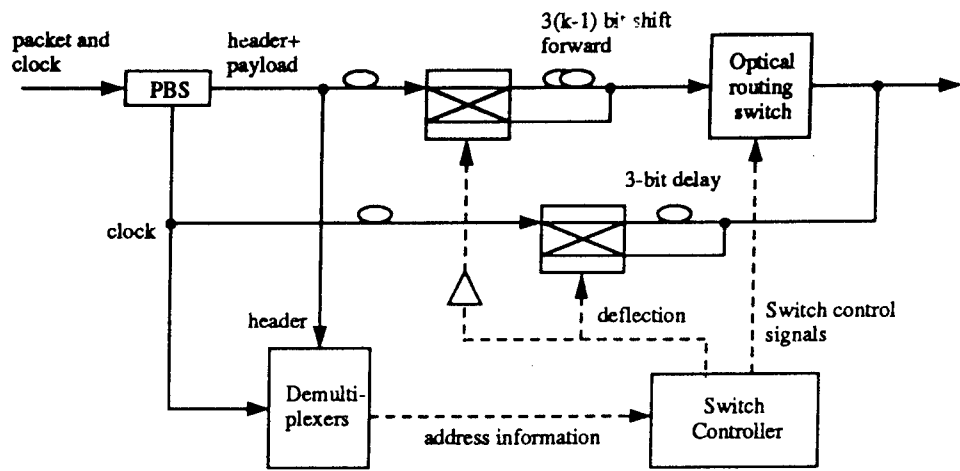 packet and
clock
PBS
header+
payload
3(k-1) bit shift
forward
Optical
routing
switch
clock
3-bit delay
header
deflection
Switch control
signals
Demulti-
plexers
address information
Switch
Controller